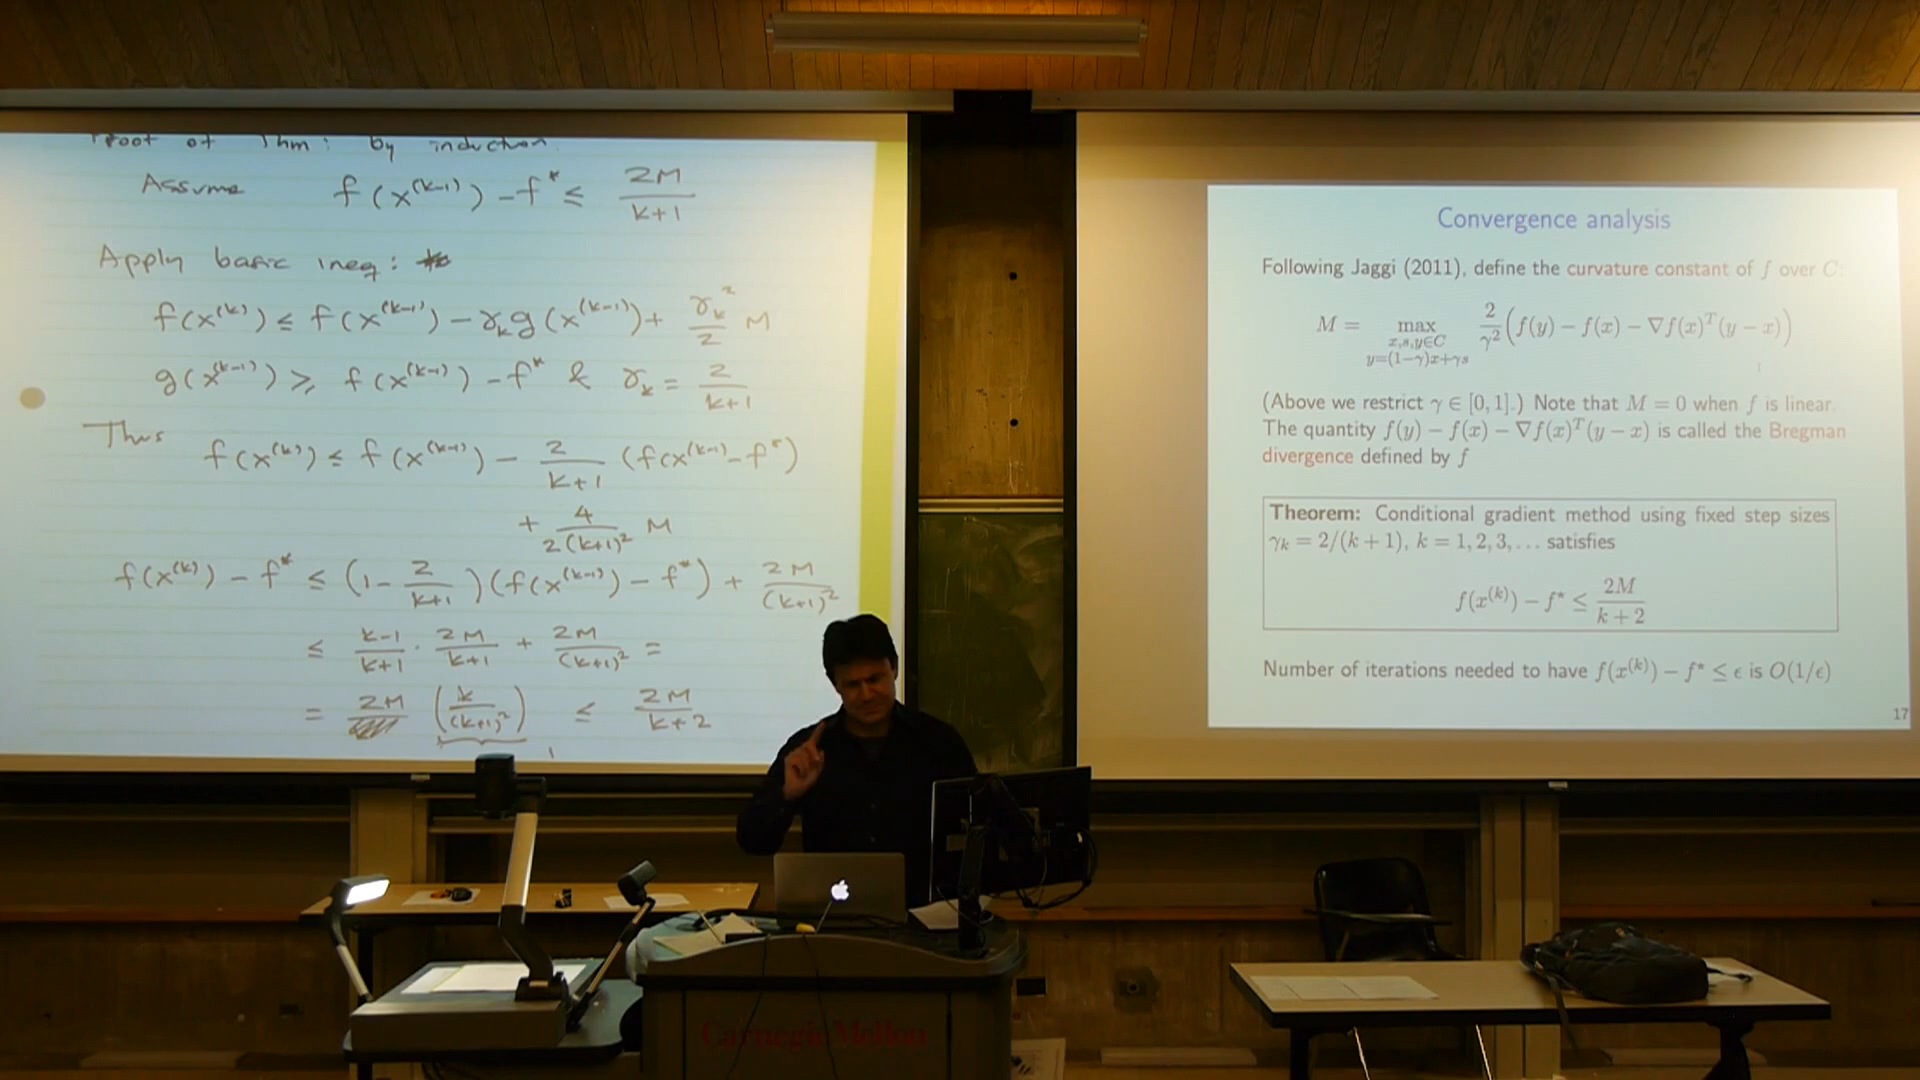 Proof of Thm: by induction.
Assume f(x^(k-1)) - f* ≤ 2M/(k+1)
Apply basic ineq:
f(x^(k)) ≤ f(x^(k-1)) - γ_k g(x^(k-1)) + γ_k²/2 M
g(x^(k-1)) ≥ f(x^(k-1)) - f* & γ_k = 2/(k+1)
Thus f(x^(k)) ≤ f(x^(k-1)) - 2/(k+1) (f(x^(k-1) - f*)
+ 4/(2(k+1)²) M
f(x^(k)) - f* ≤ (1 - 2/(k+1)) (f(x^(k-1)) - f*) + 2M/(k+1)²
≤ (k-1)/(k+1) · 2M/(k+1) + 2M/(k+1)² =
= 2M (k/(k+1)²) ≤ 2M/(k+2)
Convergence analysis
Following Jaggi (2011), define the curvature constant of f over C:
M = max_{x,s,y∈C, y=(1-γ)x+γs} 2/γ² (f(y) - f(x) - ∇f(x)^T(y - x))
(Above we restrict γ ∈ [0, 1].) Note that M = 0 when f is linear.
The quantity f(y) - f(x) - ∇f(x)^T(y - x) is called the Bregman
divergence defined by f
Theorem: Conditional gradient method using fixed step sizes
γ_k = 2/(k + 1), k = 1, 2, 3, . . . satisfies
f(x^(k)) - f* ≤ 2M/(k + 2)
Number of iterations needed to have f(x^(k)) - f* ≤ ε is O(1/ε)
17
Carnegie Mellon